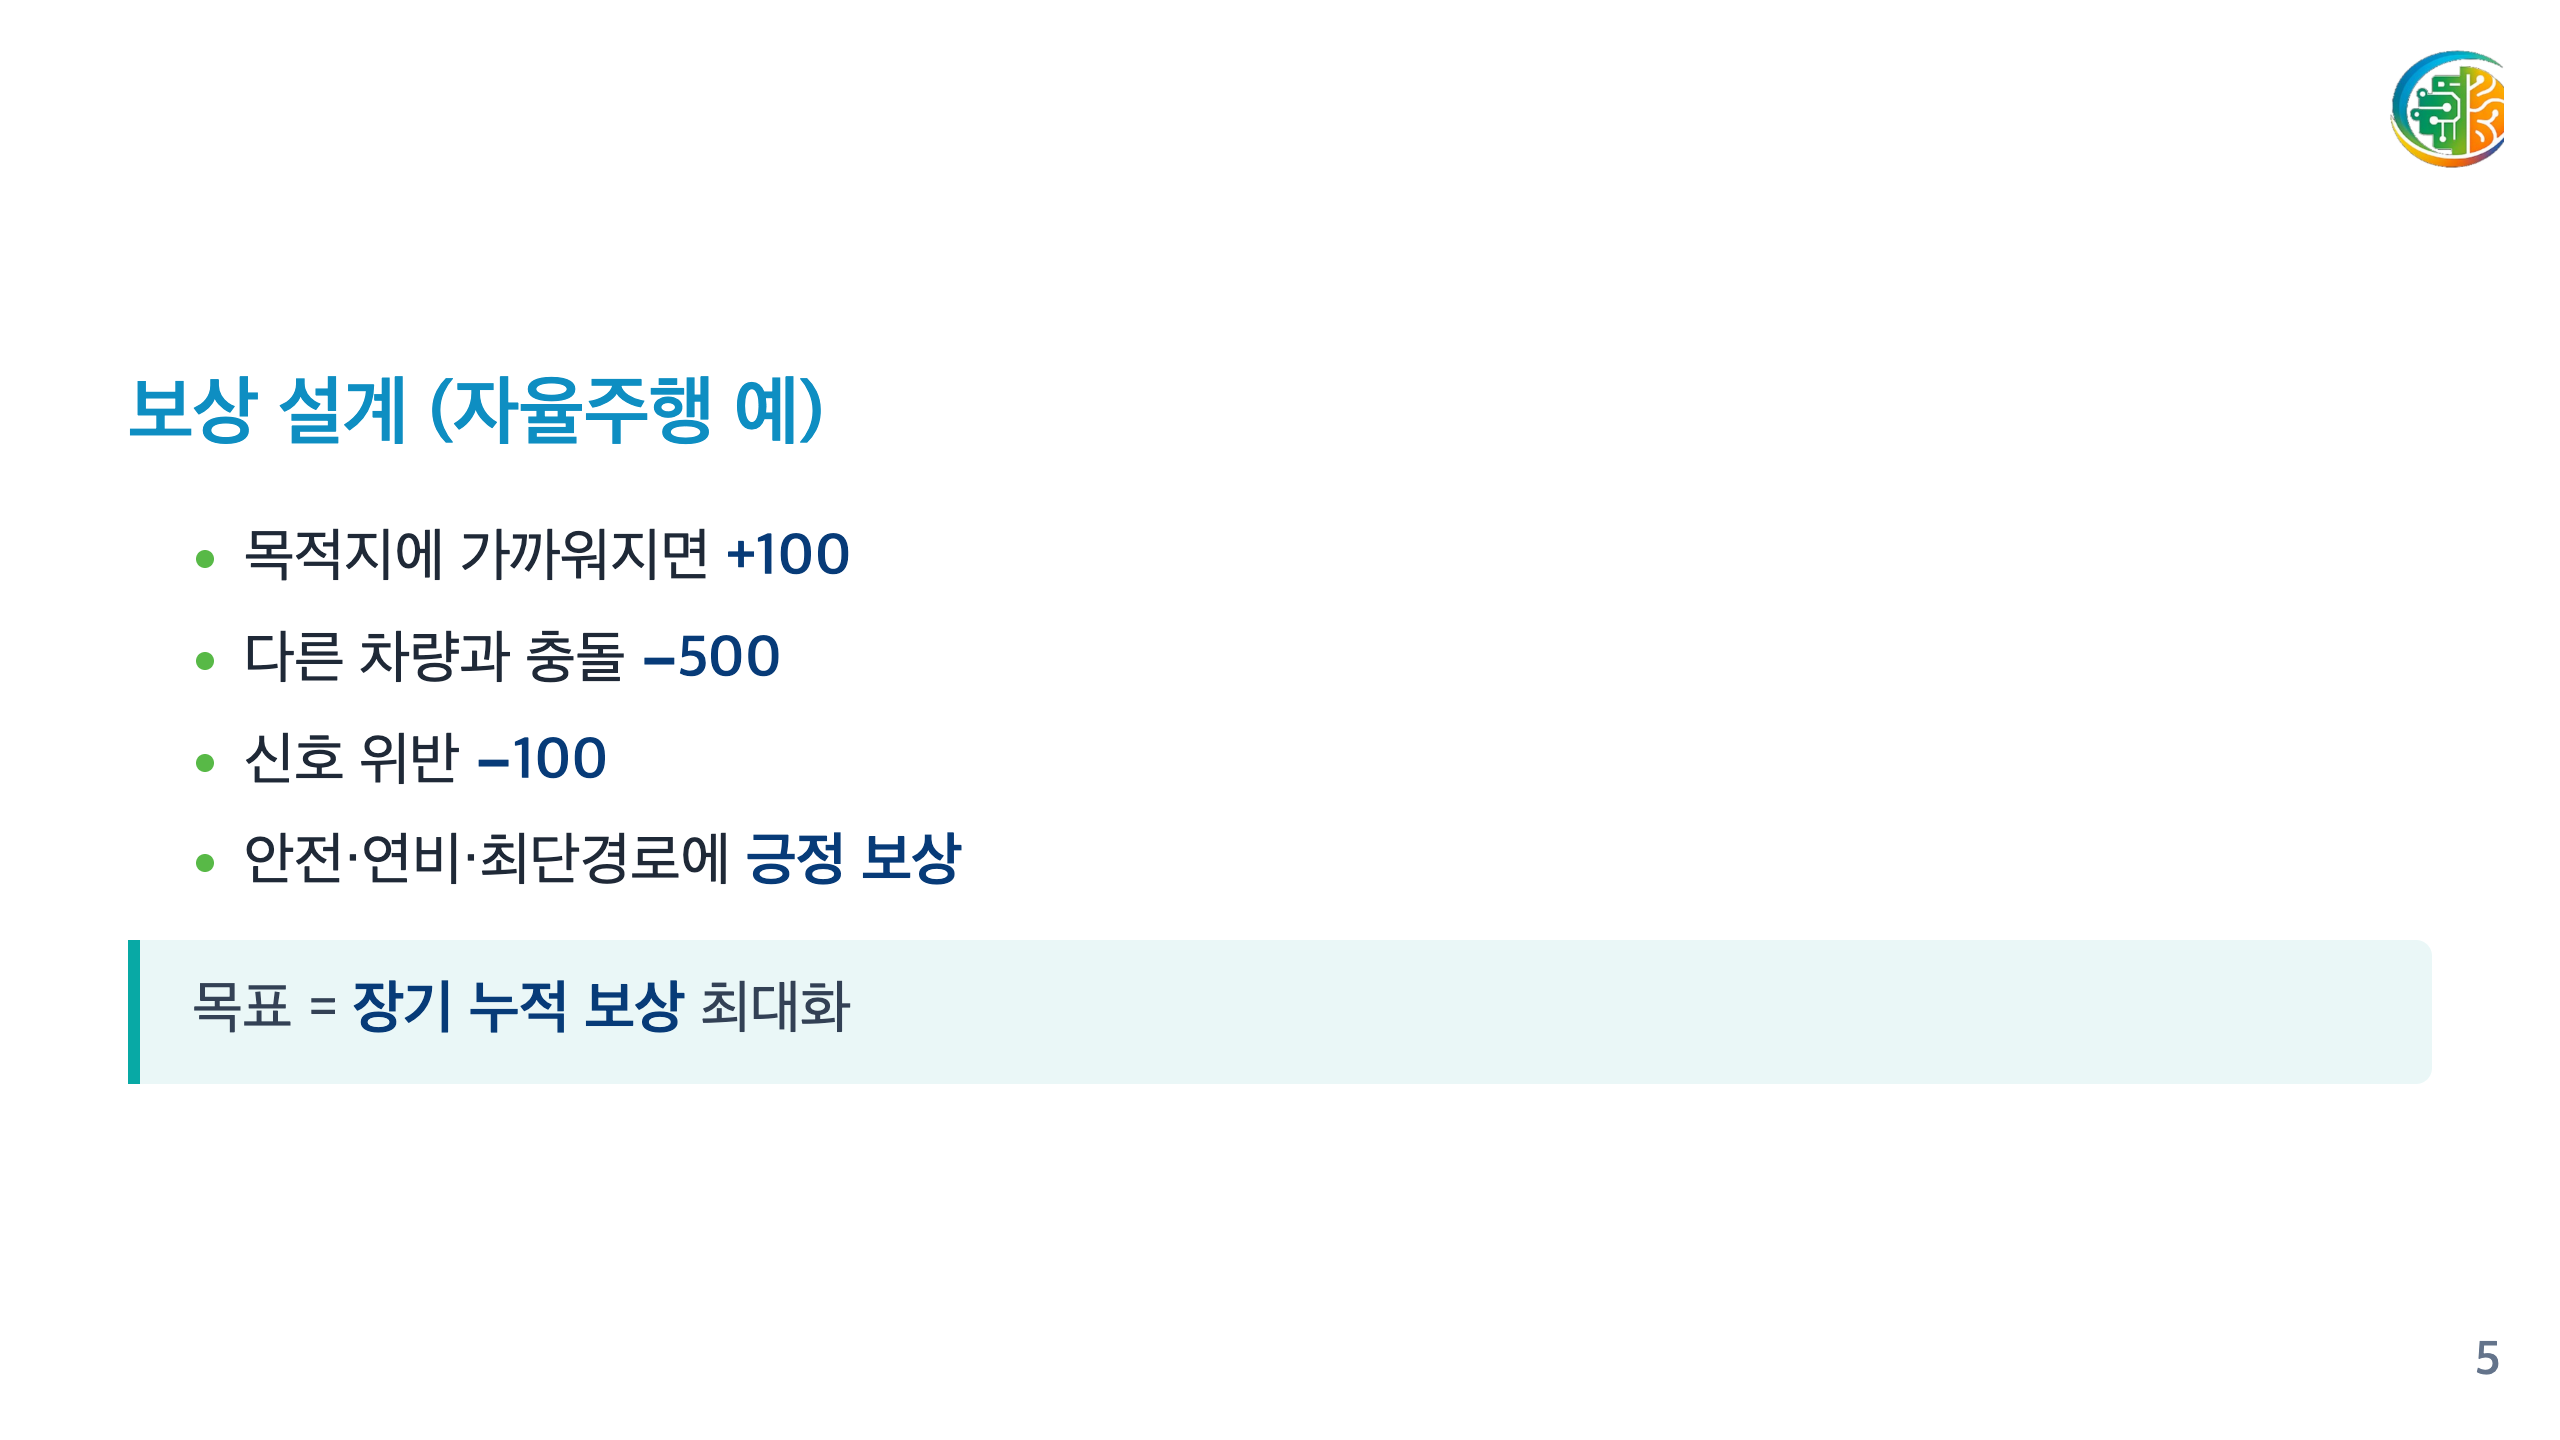 보상 설계 (자율주행 예)
• 목적지에 가까워지면 +100
• 다른 차량과 충돌 –500
• 신호 위반 –100
• 안전·연비·최단경로에 긍정 보상
목표 = 장기 누적 보상 최대화
5